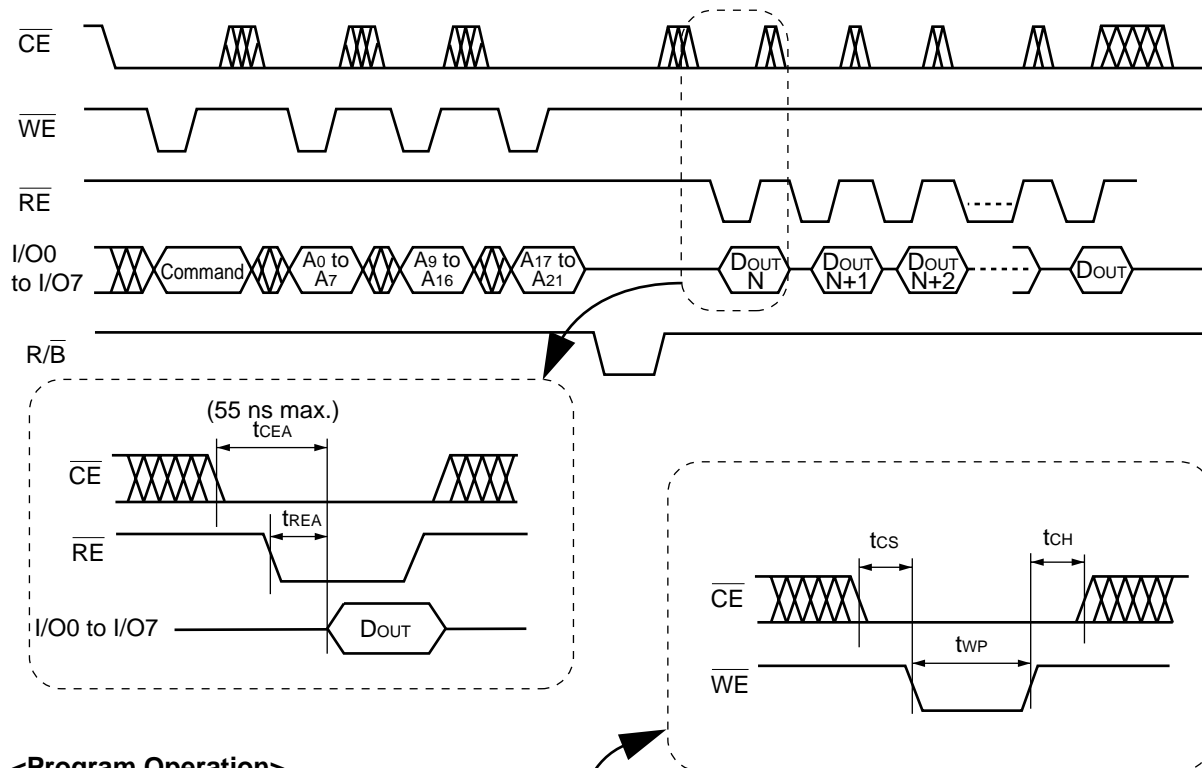 CE
WE
RE
I/O0
to I/O7
Command
A0 to
A7
A9 to
A16
A17 to
A21
DOUT
N
DOUT
N+1
DOUT
N+2
DOUT
R/B
(55 ns max.)
tCEA
CE
tREA
RE
I/O0 to I/O7
DOUT
tCS
tCH
CE
tWP
WE
<Program Operation>